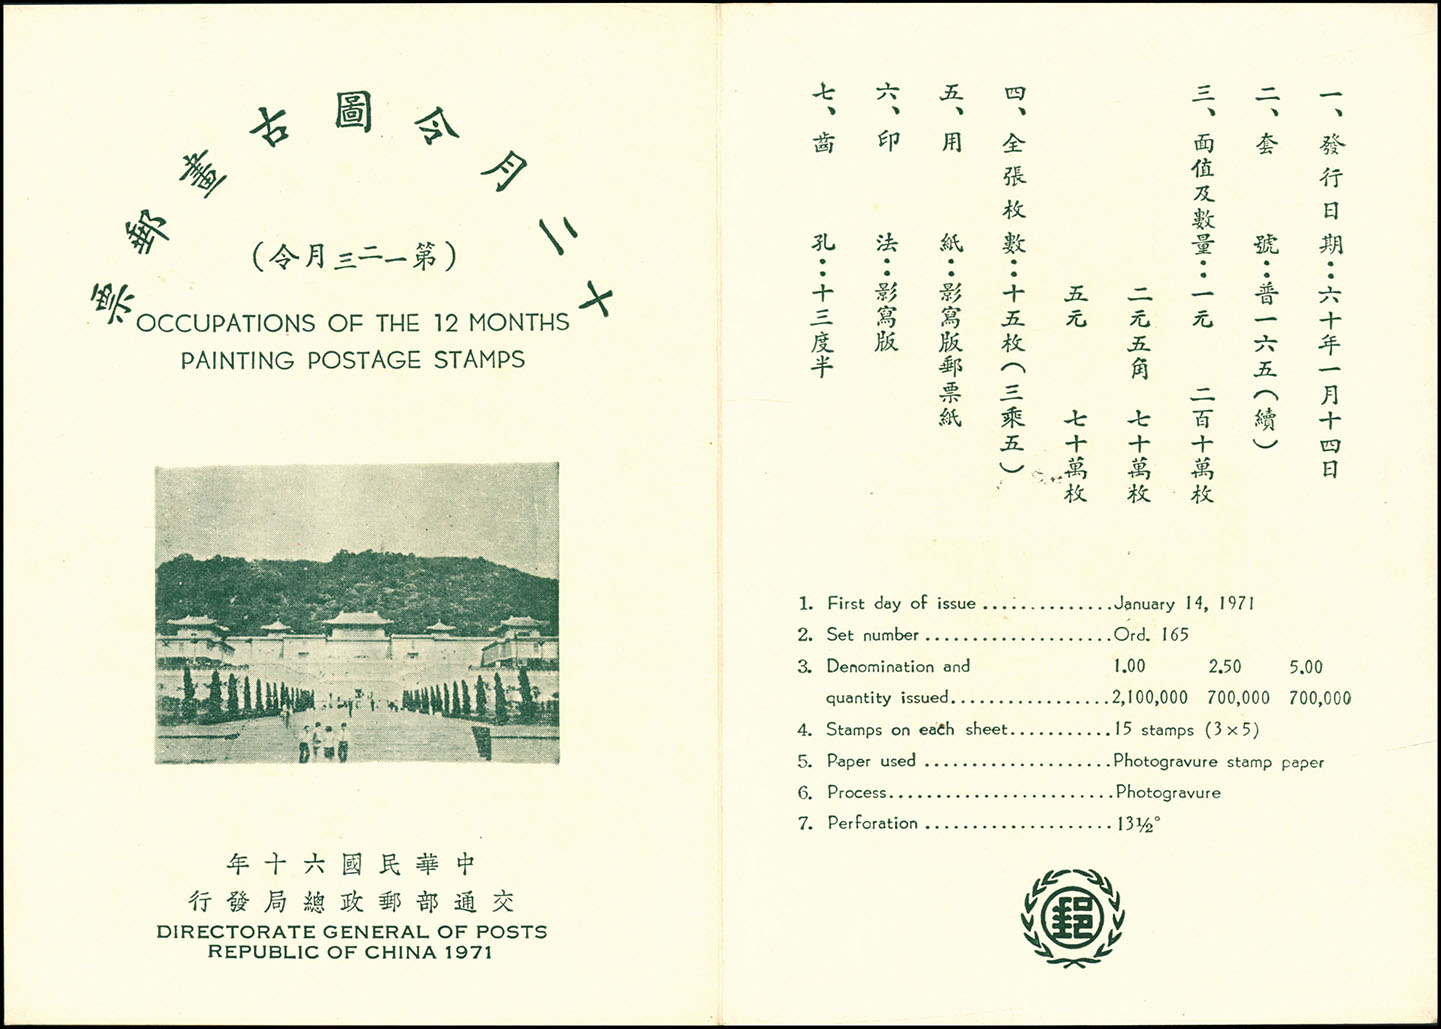 十二月令圖古畫郵票
(第一二三月令)
OCCUPATIONS OF THE 12 MONTHS
PAINTING POSTAGE STAMPS
中華民國六十年
交通部郵政總局發行
DIRECTORATE GENERAL OF POSTS
REPUBLIC OF CHINA 1971
一、發行日期：六十年一月十四日
二、套號：普一六五(續)
三、面值及數量：一元 二百十萬枚
二元五角 七十萬枚
五元 七十萬枚
四、全張枚數：十五枚(三乘五)
五、用紙：影寫版郵票紙
六、印法：影寫版
七、齒孔：十三度半
1. First day of issue ..............January 14, 1971
2. Set number ....................Ord. 165
3. Denomination and 1.00 2.50 5.00
quantity issued.................2,100,000 700,000 700,000
4. Stamps on each sheet...........15 stamps (3×5)
5. Paper used ....................Photogravure stamp paper
6. Process........................Photogravure
7. Perforation ....................13½°
郵